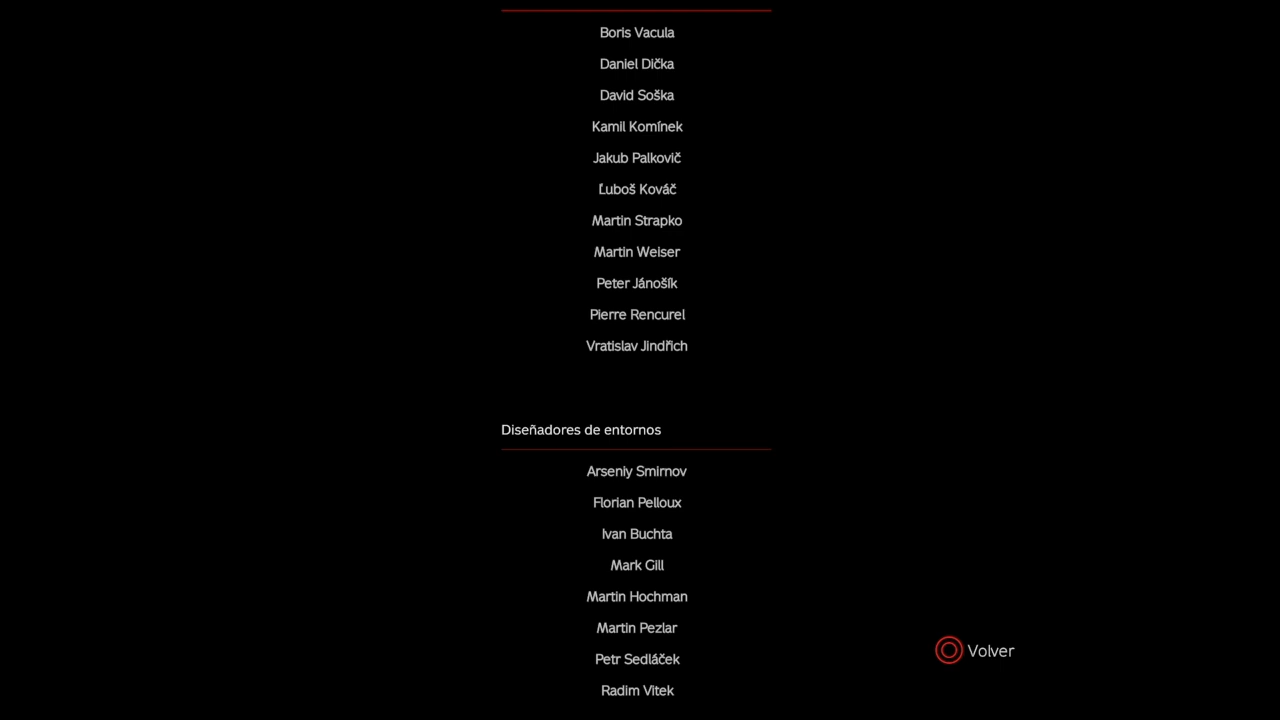 Boris Vacula
Daniel Dička
David Soška
Kamil Komínek
Jakub Palkovič
Ľuboš Kováč
Martin Strapko
Martin Weiser
Peter Jánošík
Pierre Rencurel
Vratislav Jindřich
Diseñadores de entornos
Arseniy Smirnov
Florian Pelloux
Ivan Buchta
Mark Gill
Martin Hochman
Martin Pezlar
Petr Sedláček
Radim Vitek
Volver